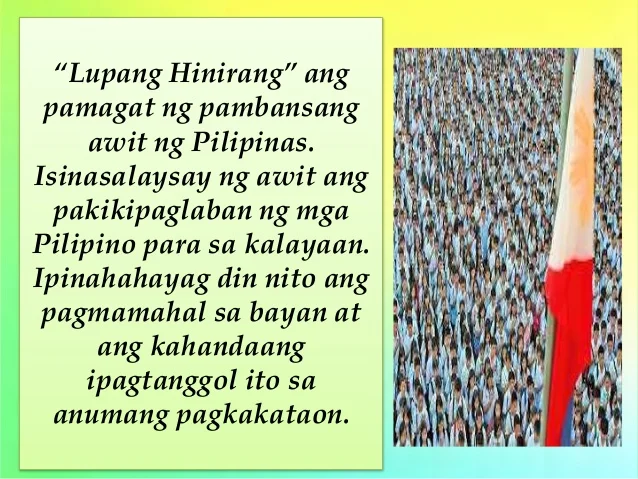 “Lupang Hinirang” ang
pamagat ng pambansang
awit ng Pilipinas.
Isinasalaysay ng awit ang
pakikipaglaban ng mga
Pilipino para sa kalayaan.
Ipinahahayag din nito ang
pagmamahal sa bayan at
ang kahandaang
ipagtanggol ito sa
anumang pagkakataon.